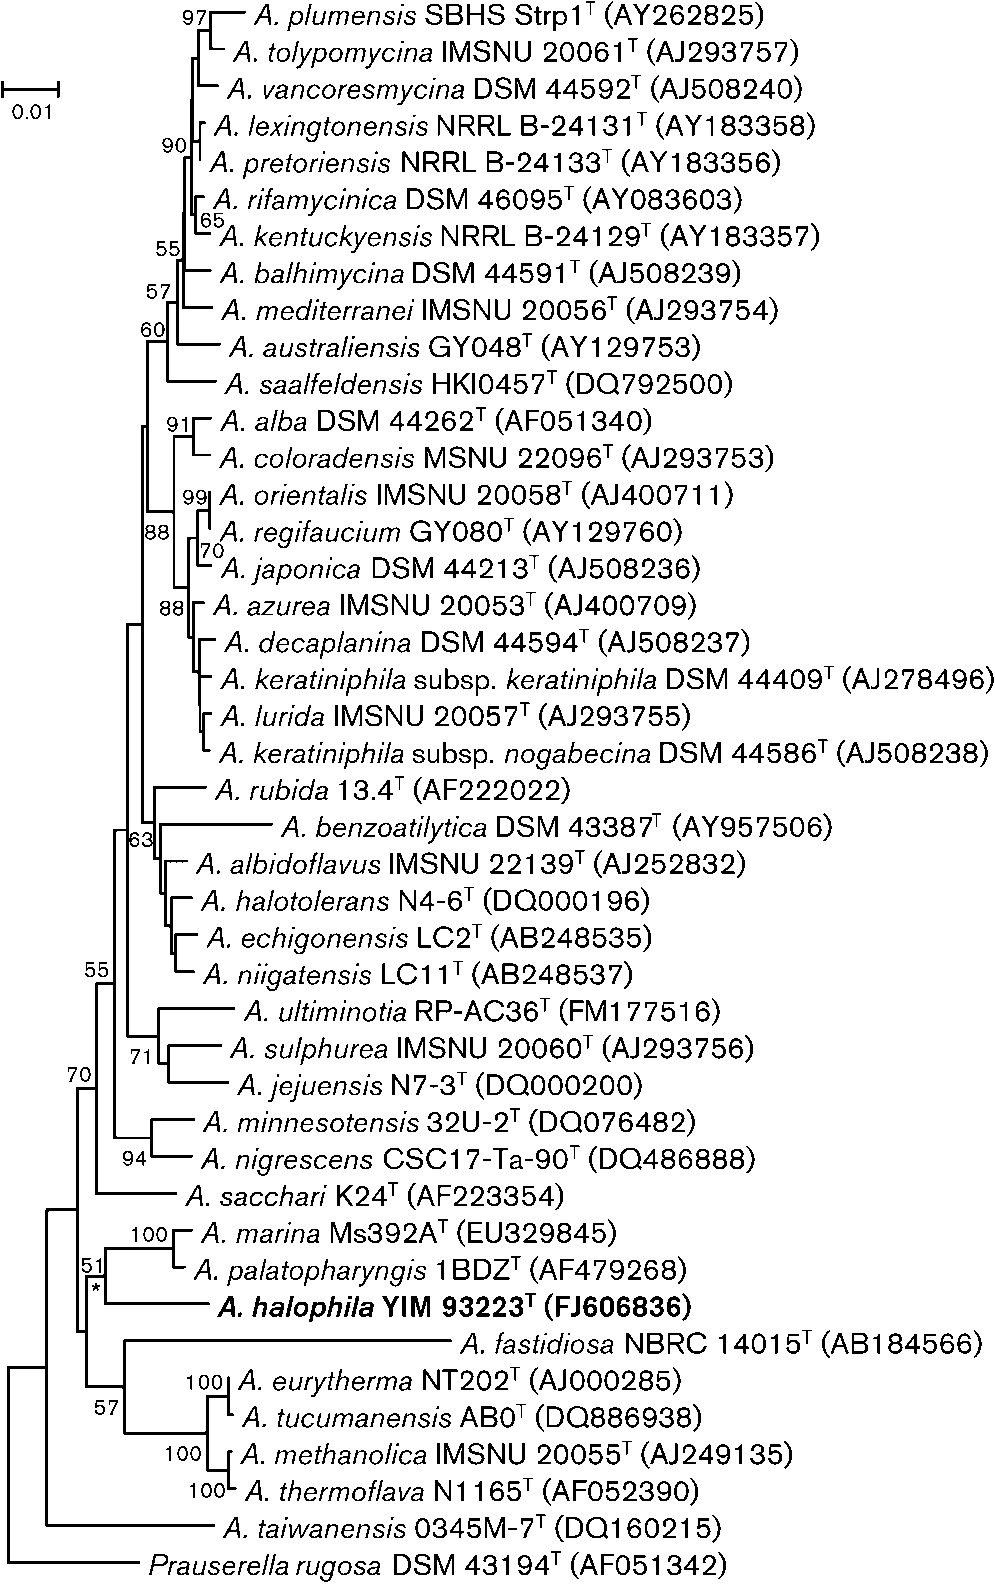 97 A. plumensis SBHS Strp1ᵀ (AY262825)
A. tolypomycina IMSNU 20061ᵀ (AJ293757)
A. vancoresmycina DSM 44592ᵀ (AJ508240)
0.01
A. lexingtonensis NRRL B-24131ᵀ (AY183358)
90
A. pretoriensis NRRL B-24133ᵀ (AY183356)
A. rifamycinica DSM 46095ᵀ (AY083603)
65
A. kentuckyensis NRRL B-24129ᵀ (AY183357)
55
A. balhimycina DSM 44591ᵀ (AJ508239)
57
A. mediterranei IMSNU 20056ᵀ (AJ293754)
60
A. australiensis GY048ᵀ (AY129753)
A. saalfeldensis HKI0457ᵀ (DQ792500)
91 A. alba DSM 44262ᵀ (AF051340)
A. coloradensis MSNU 22096ᵀ (AJ293753)
99 A. orientalis IMSNU 20058ᵀ (AJ400711)
88 A. regifaucium GY080ᵀ (AY129760)
70
A. japonica DSM 44213ᵀ (AJ508236)
88 A. azurea IMSNU 20053ᵀ (AJ400709)
A. decaplanina DSM 44594ᵀ (AJ508237)
A. keratiniphila subsp. keratiniphila DSM 44409ᵀ (AJ278496)
A. lurida IMSNU 20057ᵀ (AJ293755)
A. keratiniphila subsp. nogabecina DSM 44586ᵀ (AJ508238)
A. rubida 13.4ᵀ (AF222022)
A. benzoatilytica DSM 43387ᵀ (AY957506)
63
A. albidoflavus IMSNU 22139ᵀ (AJ252832)
A. halotolerans N4-6ᵀ (DQ000196)
A. echigonensis LC2ᵀ (AB248535)
55 A. niigatensis LC11ᵀ (AB248537)
A. ultiminotia RP-AC36ᵀ (FM177516)
A. sulphurea IMSNU 20060ᵀ (AJ293756)
71
70 A. jejuensis N7-3ᵀ (DQ000200)
A. minnesotensis 32U-2ᵀ (DQ076482)
94 A. nigrescens CSC17-Ta-90ᵀ (DQ486888)
A. sacchari K24ᵀ (AF223354)
100 A. marina Ms392Aᵀ (EU329845)
51 A. palatopharyngis 1BDZᵀ (AF479268)
*
A. halophila YIM 93223ᵀ (FJ606836)
A. fastidiosa NBRC 14015ᵀ (AB184566)
100 A. eurytherma NT202ᵀ (AJ000285)
57 A. tucumanensis AB0ᵀ (DQ886938)
100 A. methanolica IMSNU 20055ᵀ (AJ249135)
100 A. thermoflava N1165ᵀ (AF052390)
A. taiwanensis 0345M-7ᵀ (DQ160215)
Prauserella rugosa DSM 43194ᵀ (AF051342)